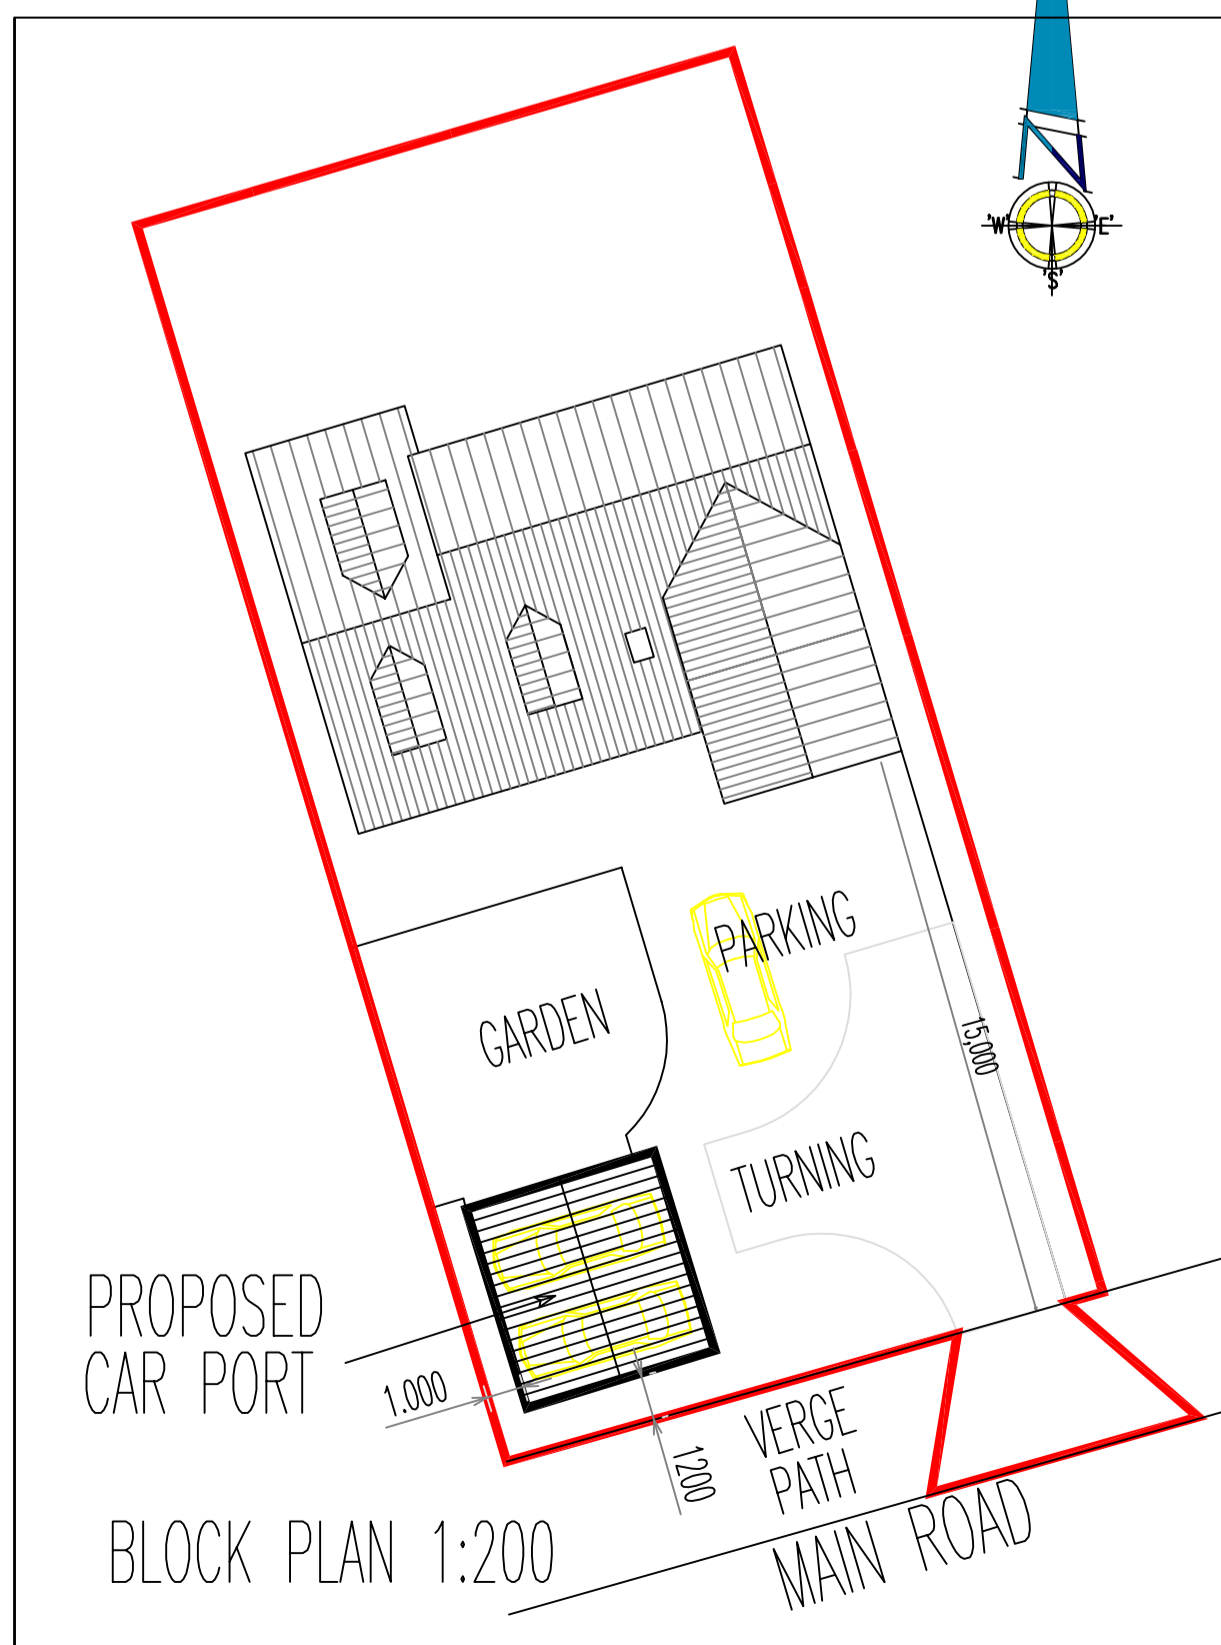 N
'W' 'E'
'S'
PARKING
GARDEN
15,000
TURNING
PROPOSED
CAR PORT
1.000
1200
VERGE
PATH
MAIN ROAD
BLOCK PLAN 1:200